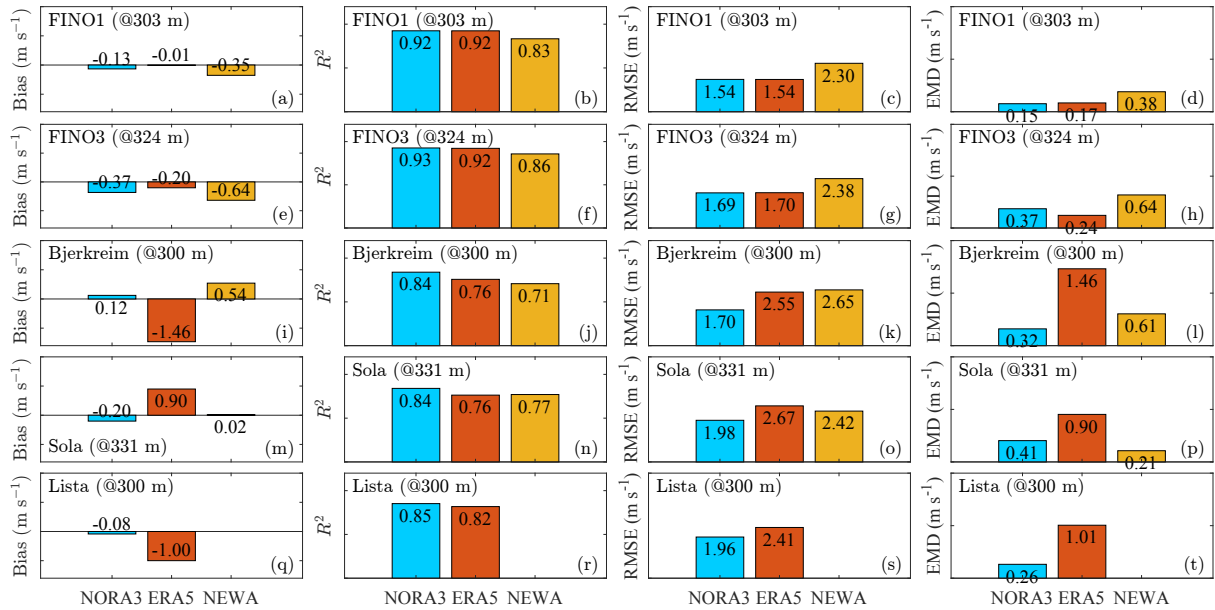 FINO1 (@303 m)
Bias (m s⁻¹)
-0.13
-0.01
-0.35
(a)
FINO1 (@303 m)
R²
0.92
0.92
0.83
(b)
FINO1 (@303 m)
RMSE (m s⁻¹)
1.54
1.54
2.30
(c)
FINO1 (@303 m)
EMD (m s⁻¹)
0.15
0.17
0.38
(d)
FINO3 (@324 m)
Bias (m s⁻¹)
-0.37
-0.20
-0.64
(e)
FINO3 (@324 m)
R²
0.93
0.92
0.86
(f)
FINO3 (@324 m)
RMSE (m s⁻¹)
1.69
1.70
2.38
(g)
FINO3 (@324 m)
EMD (m s⁻¹)
0.37
0.24
0.64
(h)
Bjerkreim (@300 m)
Bias (m s⁻¹)
0.12
-1.46
0.54
(i)
Bjerkreim (@300 m)
R²
0.84
0.76
0.71
(j)
Bjerkreim (@300 m)
RMSE (m s⁻¹)
1.70
2.55
2.65
(k)
Bjerkreim (@300 m)
EMD (m s⁻¹)
0.32
1.46
0.61
(l)
Bias (m s⁻¹)
-0.20
0.90
0.02
Sola (@331 m)
(m)
Sola (@331 m)
R²
0.84
0.76
0.77
(n)
Sola (@331 m)
RMSE (m s⁻¹)
1.98
2.67
2.42
(o)
Sola (@331 m)
EMD (m s⁻¹)
0.41
0.90
0.21
(p)
Lista (@300 m)
Bias (m s⁻¹)
-0.08
-1.00
(q)
Lista (@300 m)
R²
0.85
0.82
(r)
Lista (@300 m)
RMSE (m s⁻¹)
1.96
2.41
(s)
Lista (@300 m)
EMD (m s⁻¹)
0.26
1.01
(t)
NORA3 ERA5 NEWA
NORA3 ERA5 NEWA
NORA3 ERA5 NEWA
NORA3 ERA5 NEWA